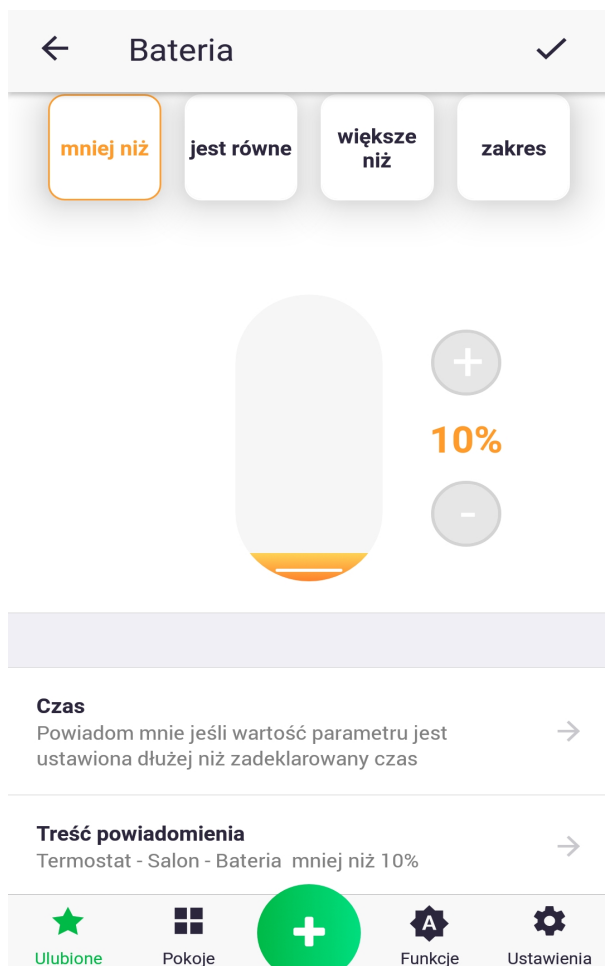 Bateria
mniej niż
jest równe
większe
niż
zakres
+
10%
-
Czas
Powiadom mnie jeśli wartość parametru jest
ustawiona dłużej niż zadeklarowany czas
Treść powiadomienia
Termostat - Salon - Bateria  mniej niż 10%
A
Ulubione
Pokoje
Funkcje
Ustawienia